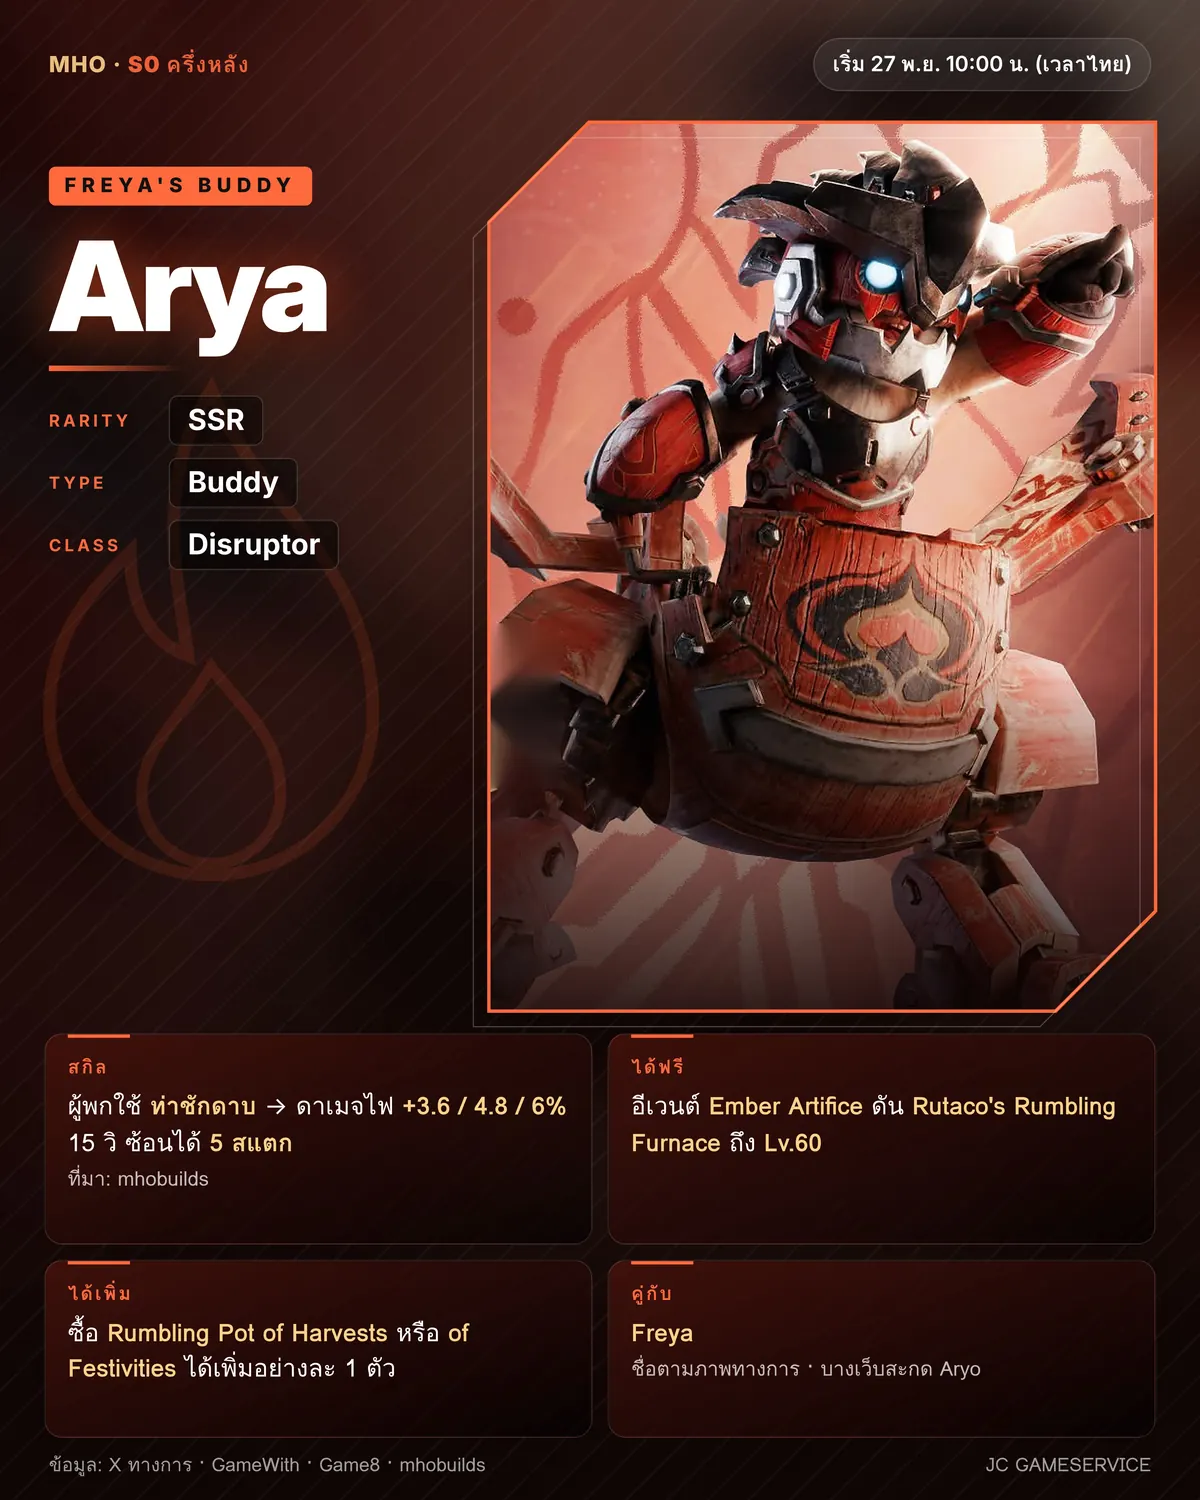 MHO · S0 ครึ่งหลัง
เริ่ม 27 พ.ย. 10:00 น. (เวลาไทย)
FREYA'S BUDDY
Arya
RARITY SSR
TYPE Buddy
CLASS Disruptor
สกิล
ผู้พกใช้ ท่าชักดาบ → ดาเมจไฟ +3.6 / 4.8 / 6%
15 วิ ซ้อนได้ 5 สแตก
ที่มา: mhobuilds
ได้ฟรี
อีเวนต์ Ember Artifice ดัน Rutaco's Rumbling
Furnace ถึง Lv.60
ได้เพิ่ม
ซื้อ Rumbling Pot of Harvests หรือ of
Festivities ได้เพิ่มอย่างละ 1 ตัว
คู่กับ
Freya
ชื่อตามภาพทางการ · บางเว็บสะกด Aryo
ข้อมูล: X ทางการ · GameWith · Game8 · mhobuilds
JC GAMESERVICE